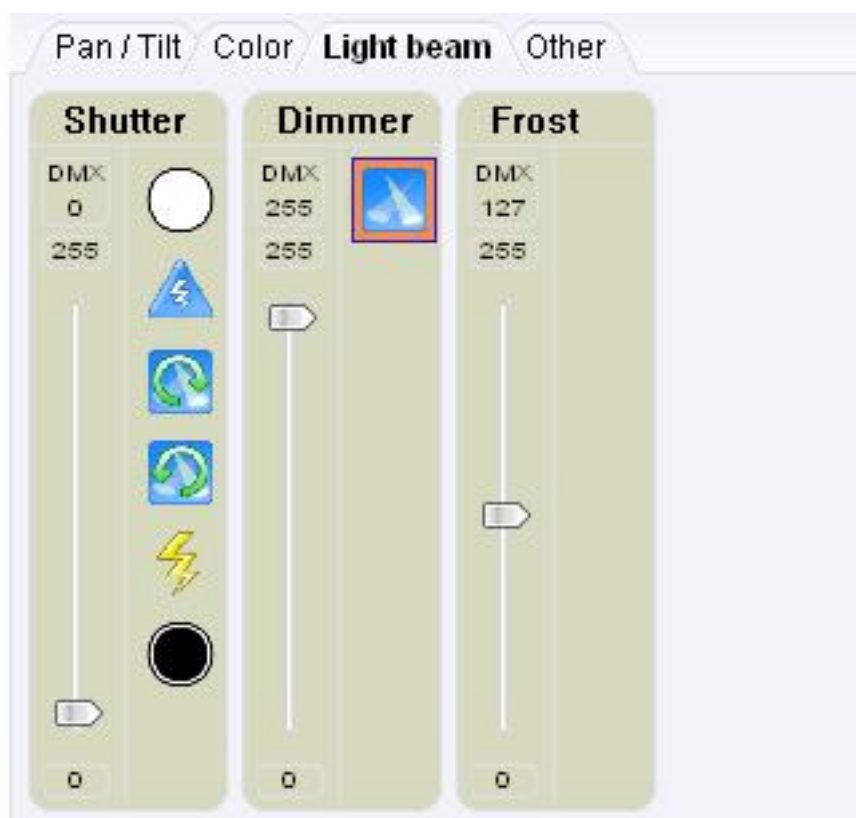 Pan / Tilt Color Light beam Other
Shutter Dimmer Frost
DMX DMX DMX
0 255 127
255 255 255
0 0 0